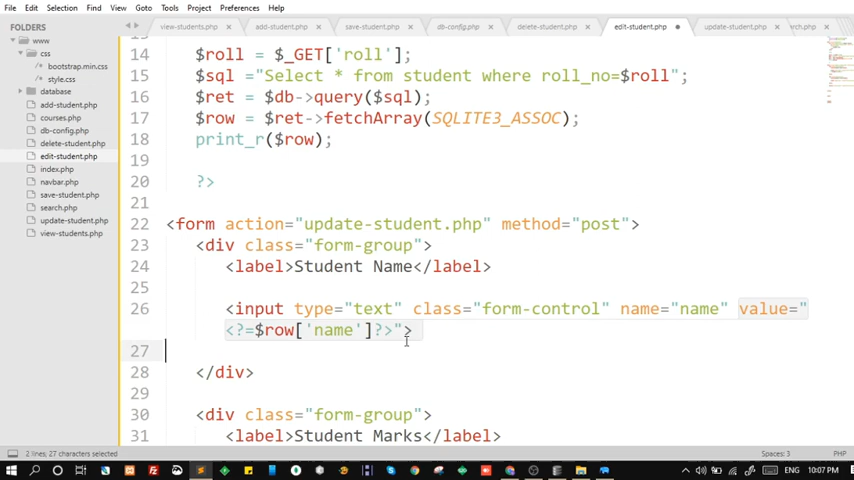 File Edit Selection Find View Goto Tools Project Preferences Help
FOLDERS
www
css
bootstrap.min.css
style.css
database
add-student.php
courses.php
db-config.php
delete-student.php
edit-student.php
index.php
navbar.php
save-student.php
search.php
update-student.php
view-students.php
view-students.php add-student.php save-student.php db-config.php delete-student.php edit-student.php update-student.php rch.php
14 $roll = $_GET['roll'];
15 $sql ="Select * from student where roll_no=$roll";
16 $ret = $db->query($sql);
17 $row = $ret->fetchArray(SQLITE3_ASSOC);
18 print_r($row);
19
20 ?>
21
22 <form action="update-student.php" method="post">
23 <div class="form-group">
24 <label>Student Name</label>
25
26 <input type="text" class="form-control" name="name" value="
<?=$row['name']?>">
27
28 </div>
29
30 <div class="form-group">
31 <label>Student Marks</label>
2 lines, 27 characters selected Spaces: 3 PHP
ENG 10:07 PM